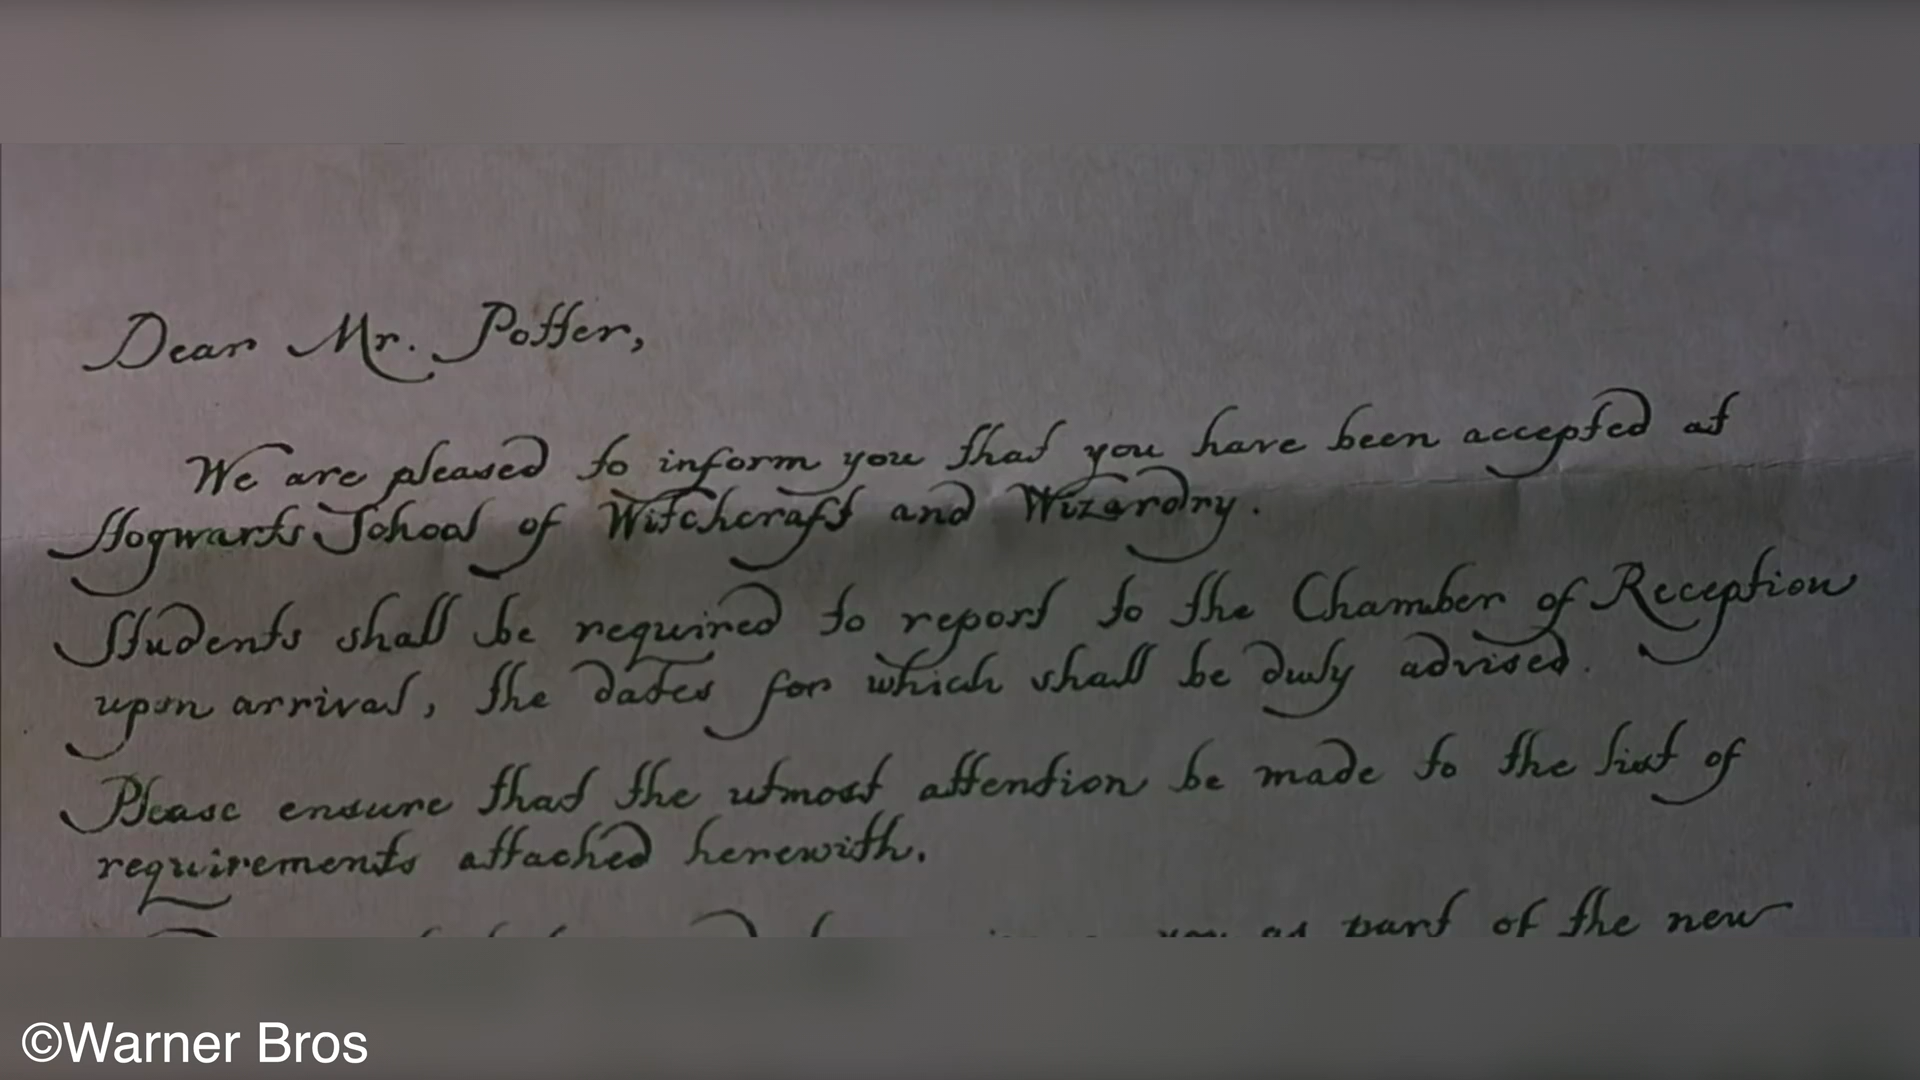 Dear Mr. Potter,
We are pleased to inform you that you have been accepted at
Hogwarts School of Witchcraft and Wizardry.
Students shall be required to report to the Chamber of Reception
upon arrival, the dates for which shall be duly advised.
Please ensure that the utmost attention be made to the list of
requirements attached herewith.
you as part of the new
©Warner Bros